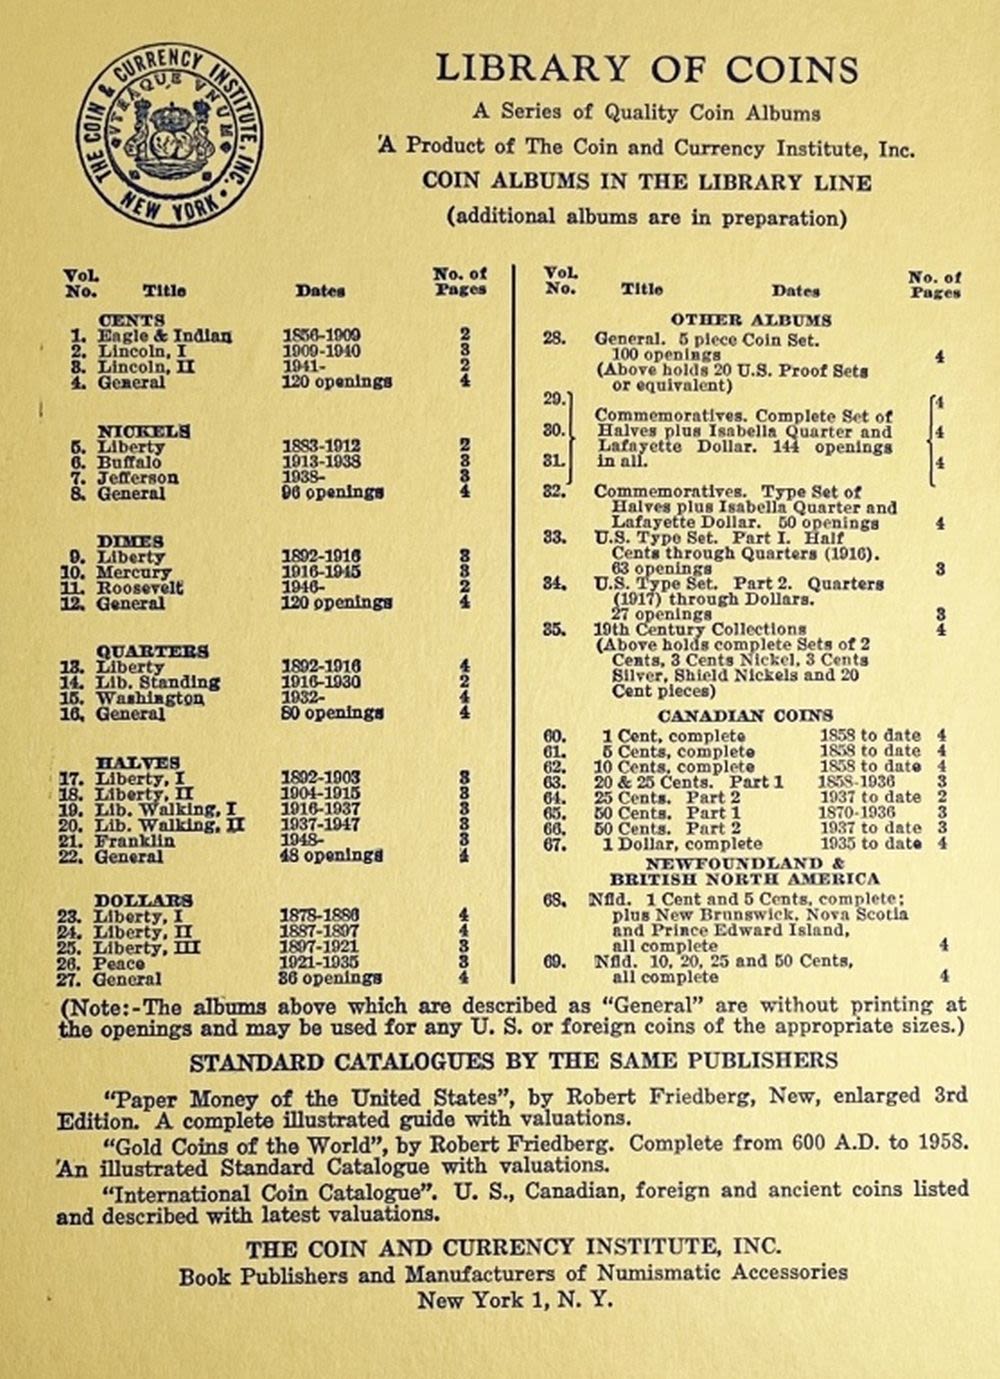 THE COIN & CURRENCY INSTITUTE, INC. •
NEW YORK
UTRAQUE VNUM
LIBRARY OF COINS
A Series of Quality Coin Albums
A Product of The Coin and Currency Institute, Inc.
COIN ALBUMS IN THE LIBRARY LINE
(additional albums are in preparation)
Vol. No. of
No. Title Dates Pages
CENTS
1. Eagle & Indian 1856-1909 2
2. Lincoln, I 1909-1940 3
3. Lincoln, II 1941- 2
4. General 120 openings 4
NICKELS
5. Liberty 1883-1912 2
6. Buffalo 1913-1938 3
7. Jefferson 1938- 3
8. General 96 openings 4
DIMES
9. Liberty 1892-1916 3
10. Mercury 1916-1945 3
11. Roosevelt 1946- 2
12. General 120 openings 4
QUARTERS
13. Liberty 1892-1916 4
14. Lib. Standing 1916-1930 2
15. Washington 1932- 4
16. General 80 openings 4
HALVES
17. Liberty, I 1892-1903 3
18. Liberty, II 1904-1915 3
19. Lib. Walking, I 1916-1937 3
20. Lib. Walking, II 1937-1947 3
21. Franklin 1948- 3
22. General 48 openings 4
DOLLARS
23. Liberty, I 1878-1886 4
24. Liberty, II 1887-1897 4
25. Liberty, III 1897-1921 3
26. Peace 1921-1935 3
27. General 36 openings 4
Vol. No. of
No. Title Dates Pages
OTHER ALBUMS
28. General. 5 piece Coin Set.
100 openings 4
(Above holds 20 U.S. Proof Sets
or equivalent)
29. 4
Commemoratives. Complete Set of
30. Halves plus Isabella Quarter and 4
Lafayette Dollar. 144 openings
31. in all. 4
32. Commemoratives. Type Set of
Halves plus Isabella Quarter and
Lafayette Dollar. 50 openings 4
33. U.S. Type Set. Part I. Half
Cents through Quarters (1916).
63 openings 3
34. U.S. Type Set. Part 2. Quarters
(1917) through Dollars.
27 openings 3
35. 19th Century Collections 4
(Above holds complete Sets of 2
Cents, 3 Cents Nickel, 3 Cents
Silver, Shield Nickels and 20
Cent pieces)
CANADIAN COINS
60. 1 Cent, complete 1858 to date 4
61. 5 Cents, complete 1858 to date 4
62. 10 Cents, complete 1858 to date 4
63. 20 & 25 Cents. Part 1 1858-1936 3
64. 25 Cents. Part 2 1937 to date 2
65. 50 Cents. Part 1 1870-1936 3
66. 50 Cents. Part 2 1937 to date 3
67. 1 Dollar, complete 1935 to date 4
NEWFOUNDLAND &
BRITISH NORTH AMERICA
68. Nfld. 1 Cent and 5 Cents, complete;
plus New Brunswick, Nova Scotia
and Prince Edward Island,
all complete 4
69. Nfld. 10, 20, 25 and 50 Cents,
all complete 4
(Note:-The albums above which are described as "General" are without printing at
the openings and may be used for any U. S. or foreign coins of the appropriate sizes.)
STANDARD CATALOGUES BY THE SAME PUBLISHERS
"Paper Money of the United States", by Robert Friedberg, New, enlarged 3rd
Edition. A complete illustrated guide with valuations.
"Gold Coins of the World", by Robert Friedberg. Complete from 600 A.D. to 1958.
An illustrated Standard Catalogue with valuations.
"International Coin Catalogue". U. S., Canadian, foreign and ancient coins listed
and described with latest valuations.
THE COIN AND CURRENCY INSTITUTE, INC.
Book Publishers and Manufacturers of Numismatic Accessories
New York 1, N. Y.